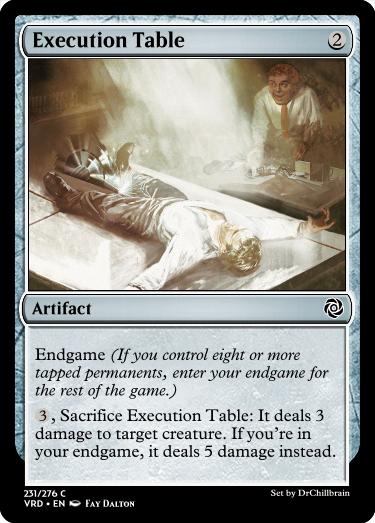 Execution Table 2
Artifact
Endgame (If you control eight or more
tapped permanents, enter your endgame for
the rest of the game.)
3, Sacrifice Execution Table: It deals 3
damage to target creature. If you're in
your endgame, it deals 5 damage instead.
231/276 C
VRD • EN Fay Dalton
Set by DrChillbrain